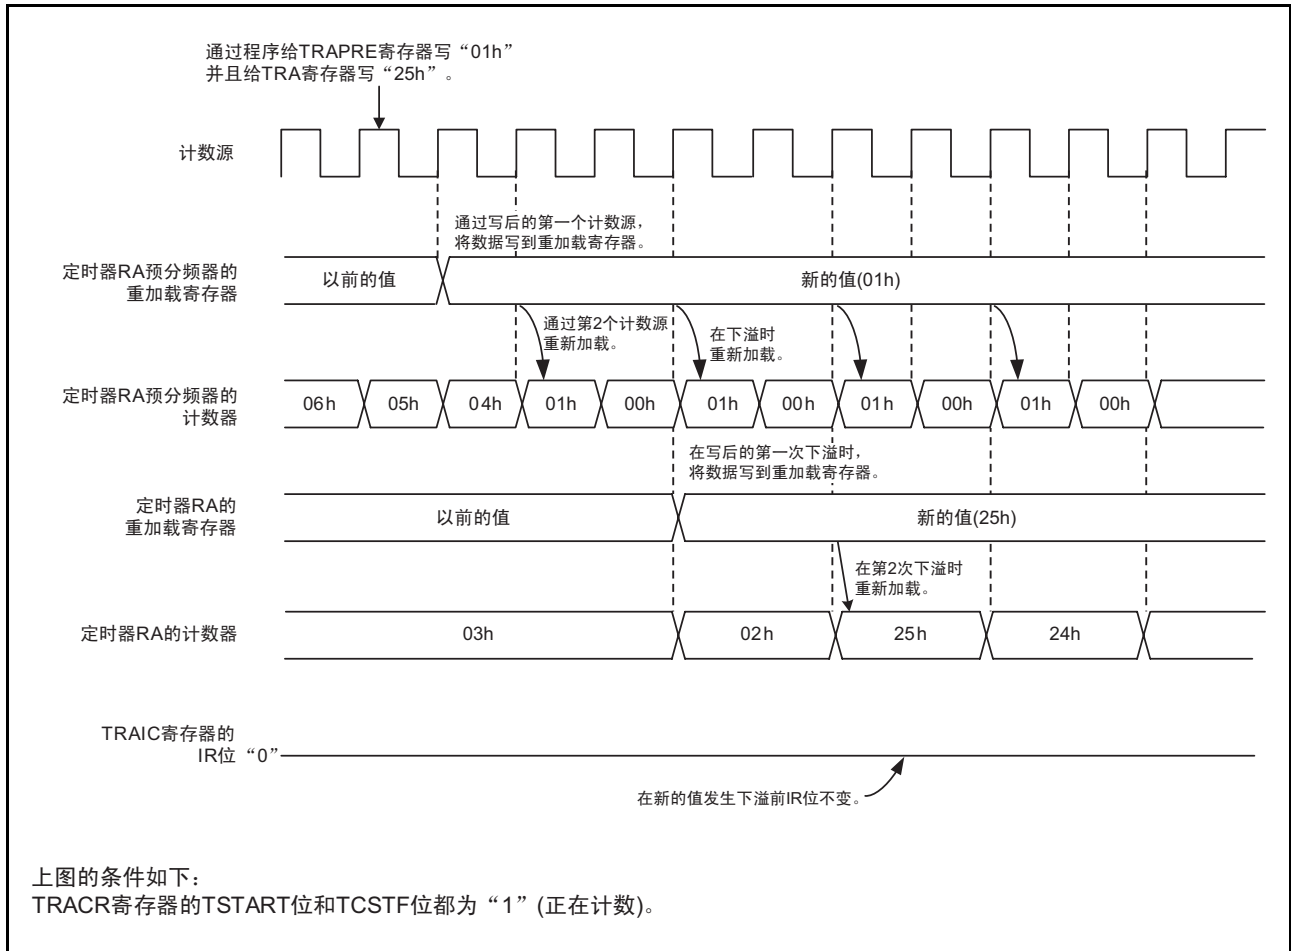 通过程序给TRAPRE寄存器写“01h”
并且给TRA寄存器写“25h”。
计数源
通过写后的第一个计数源，
将数据写到重加载寄存器。
定时器RA预分频器的
重加载寄存器
以前的值
新的值(01h)
通过第2个计数源
重新加载。
在下溢时
重新加载。
定时器RA预分频器的
计数器
06h 05h 04h 01h 00h 01h 00h 01h 00h 01h 00h
在写后的第一次下溢时，
将数据写到重加载寄存器。
定时器RA的
重加载寄存器
以前的值
新的值(25h)
在第2次下溢时
重新加载。
定时器RA的计数器
03h 02h 25h 24h
TRAIC寄存器的
IR位“0”
在新的值发生下溢前IR位不变。
上图的条件如下：
TRACR寄存器的TSTART位和TCSTF位都为“1”(正在计数)。